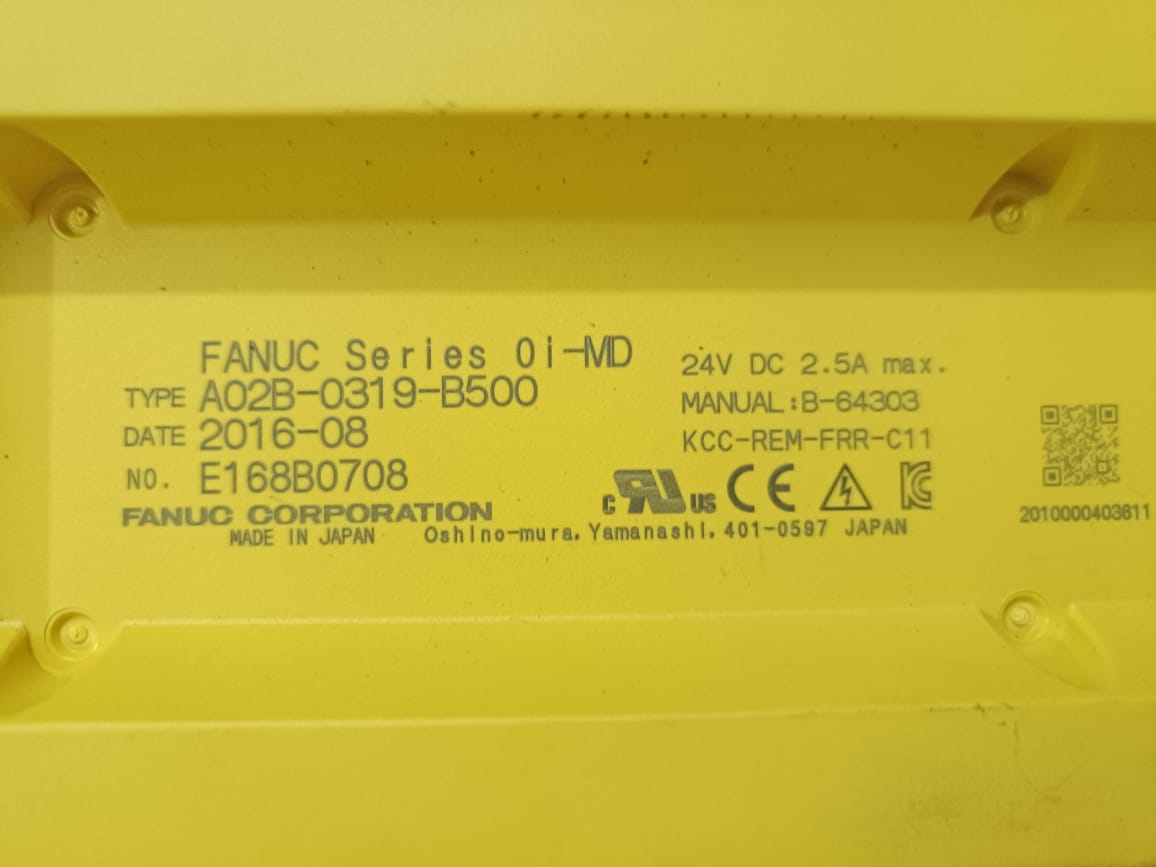 FANUC Series 0i-MD
TYPE A02B-0319-B500
DATE 2016-08
NO. E168B0708
FANUC CORPORATION
MADE IN JAPAN Oshino-mura, Yamanashi, 401-0597 JAPAN
24V DC 2.5A max.
MANUAL:B-64303
KCC-REM-FRR-C11
c RU US CE
2010000403811